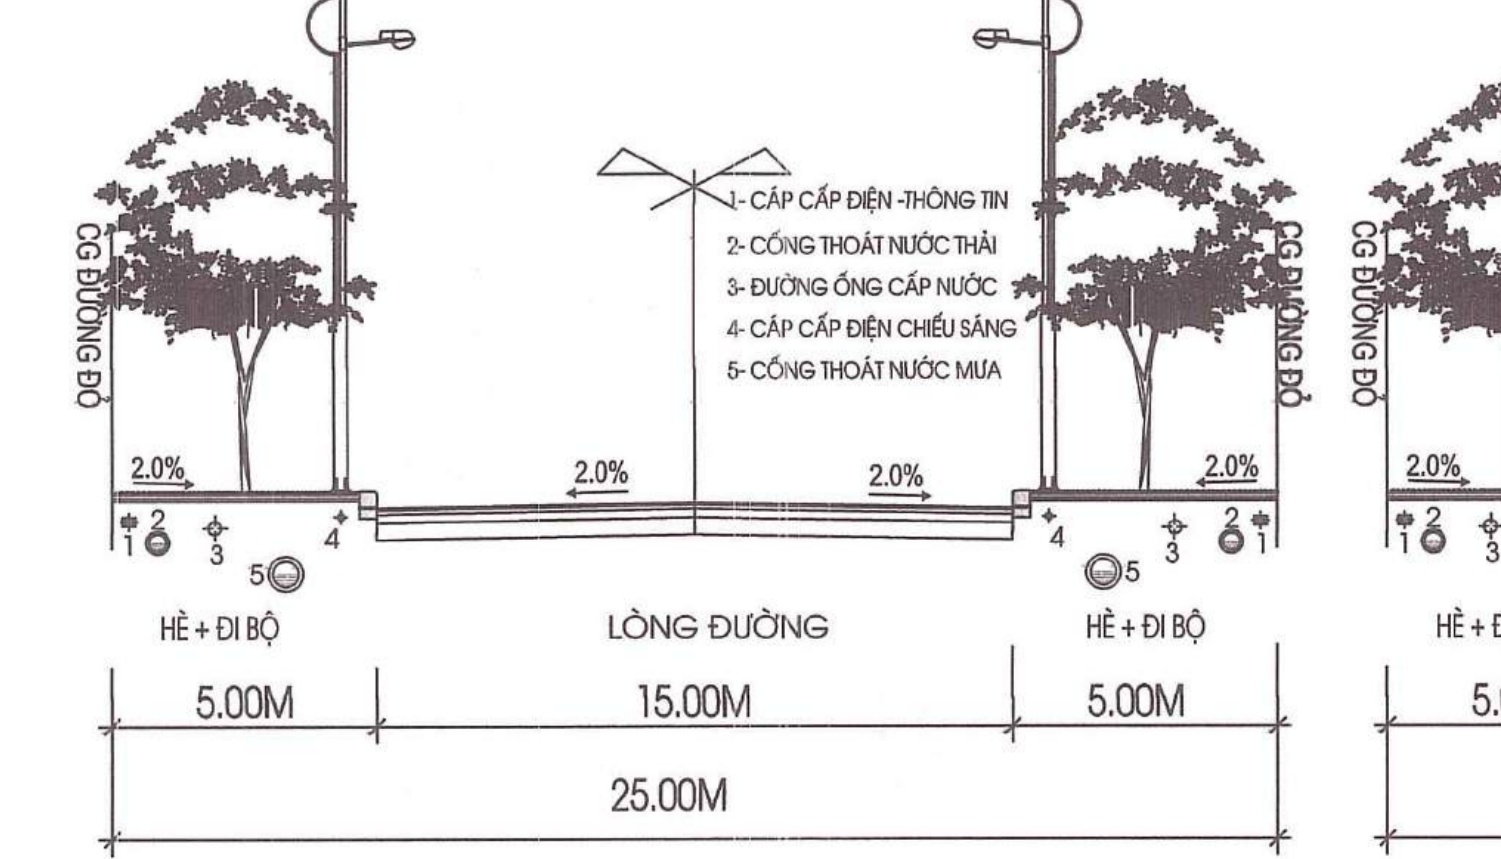 1- CÁP CẤP ĐIỆN -THÔNG TIN
2- CỐNG THOÁT NƯỚC THẢI
3- ĐƯỜNG ỐNG CẤP NƯỚC
4- CÁP CẤP ĐIỆN CHIẾU SÁNG
5- CỐNG THOÁT NƯỚC MƯA
CG ĐƯỜNG ĐỎ
CG ĐƯỜNG ĐỎ
CG ĐƯỜNG ĐỎ
2.0% 2.0% 2.0% 2.0% 2.0%
1 2 3 4 5
4 5 3 2 1
1 2 3
HÈ + ĐI BỘ LÒNG ĐƯỜNG HÈ + ĐI BỘ HÈ +
5.00M 15.00M 5.00M
25.00M